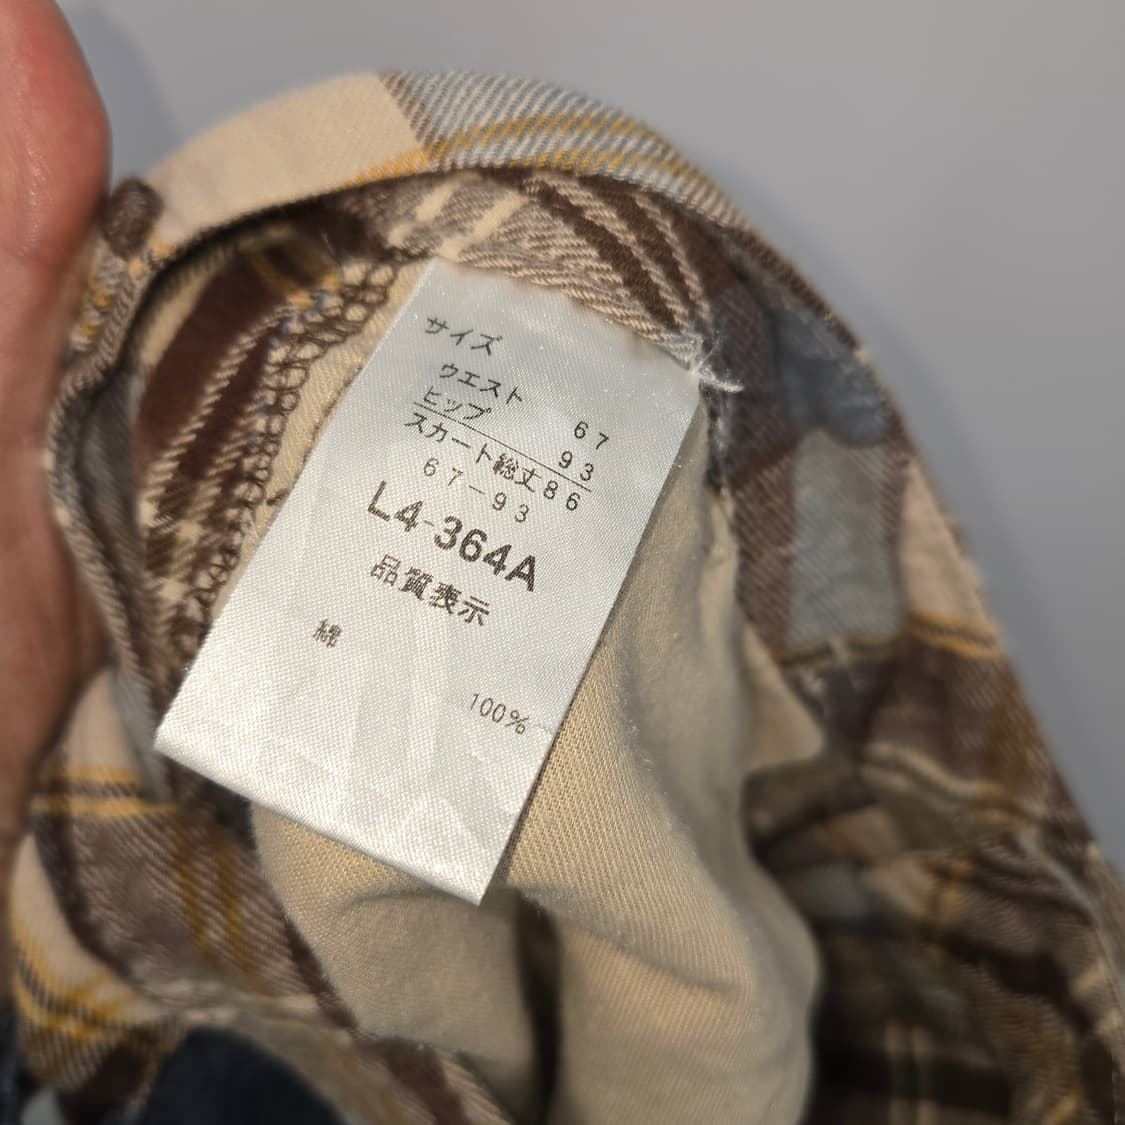 サイズ
ウエスト 67
ヒップ 93
スカート総丈86
67-93
L4-364A
品質表示
綿
100%